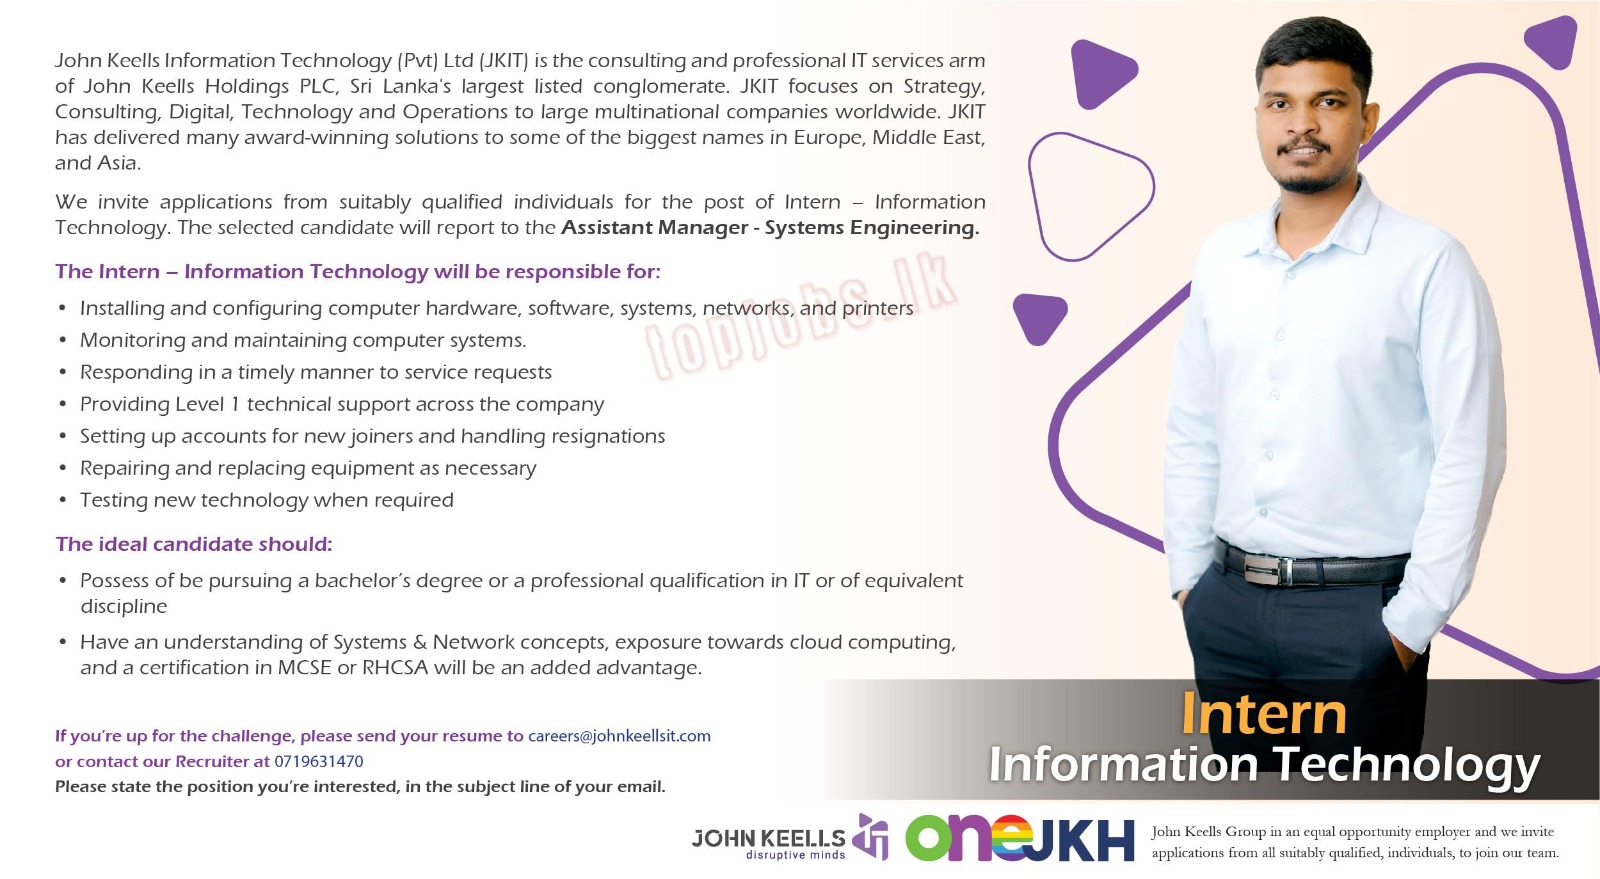 John Keells Information Technology (Pvt) Ltd (JKIT) is the consulting and professional IT services arm
of John Keells Holdings PLC, Sri Lanka's largest listed conglomerate. JKIT focuses on Strategy,
Consulting, Digital, Technology and Operations to large multinational companies worldwide. JKIT
has delivered many award-winning solutions to some of the biggest names in Europe, Middle East,
and Asia.
We invite applications from suitably qualified individuals for the post of Intern – Information
Technology. The selected candidate will report to the Assistant Manager - Systems Engineering.
The Intern – Information Technology will be responsible for:
• Installing and configuring computer hardware, software, systems, networks, and printers
• Monitoring and maintaining computer systems.
• Responding in a timely manner to service requests
• Providing Level 1 technical support across the company
• Setting up accounts for new joiners and handling resignations
• Repairing and replacing equipment as necessary
• Testing new technology when required
topjobs.lk
The ideal candidate should:
• Possess of be pursuing a bachelor's degree or a professional qualification in IT or of equivalent
discipline
• Have an understanding of Systems & Network concepts, exposure towards cloud computing,
and a certification in MCSE or RHCSA will be an added advantage.
If you're up for the challenge, please send your resume to careers@johnkeellsit.com
or contact our Recruiter at 0719631470
Please state the position you're interested, in the subject line of your email.
Intern
Information Technology
JOHN KEELLS
disruptive minds
oneJKH
John Keells Group in an equal opportunity employer and we invite
applications from all suitably qualified, individuals, to join our team.